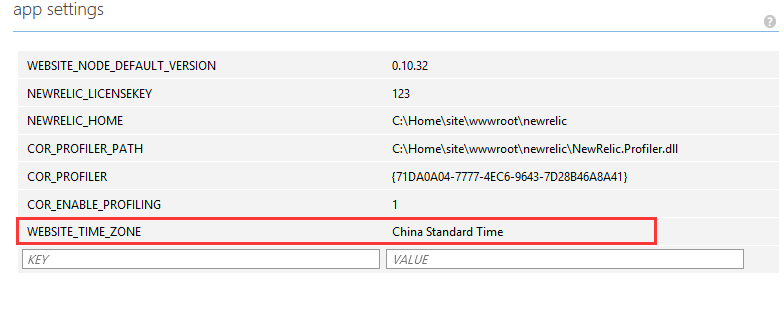 app settings
?
WEBSITE_NODE_DEFAULT_VERSION 0.10.32
NEWRELIC_LICENSEKEY 123
NEWRELIC_HOME C:\Home\site\wwwroot\newrelic
COR_PROFILER_PATH C:\Home\site\wwwroot\newrelic\NewRelic.Profiler.dll
COR_PROFILER {71DA0A04-7777-4EC6-9643-7D28B46A8A41}
COR_ENABLE_PROFILING 1
WEBSITE_TIME_ZONE China Standard Time
KEY VALUE